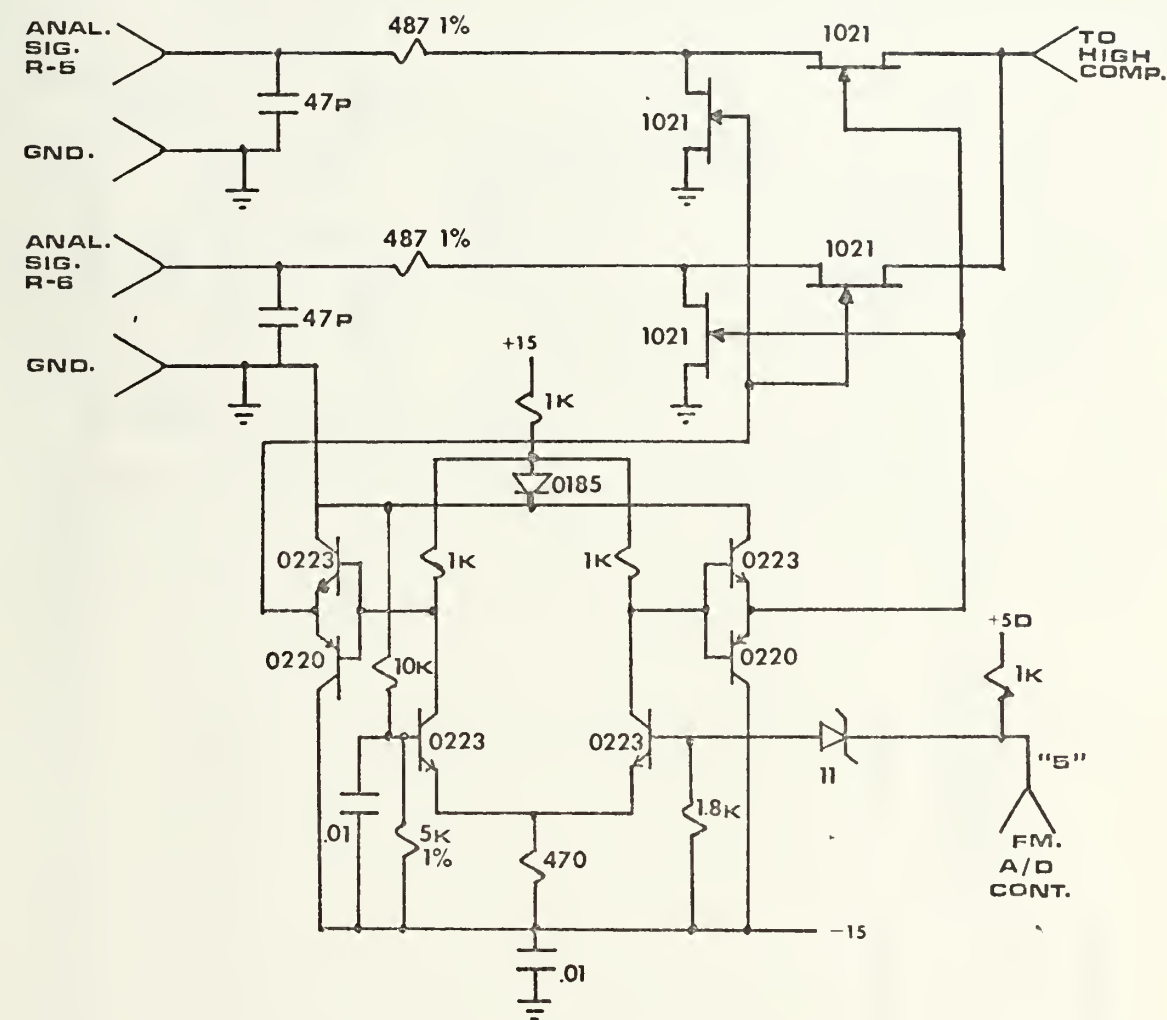 ANAL.
SIG.
R-5
487 1%
1021
TO
HIGH
COMP.
47P
1021
GND.
ANAL.
SIG.
R-6
487 1%
1021
47P
1021
GND.
+15
1K
0185
0223
1K
1K
0223
+5D
0220
10K
0220
1K
0223
0223
11
"5"
.01
5K
1%
470
1.8K
FM.
A/D
CONT.
-15
.01